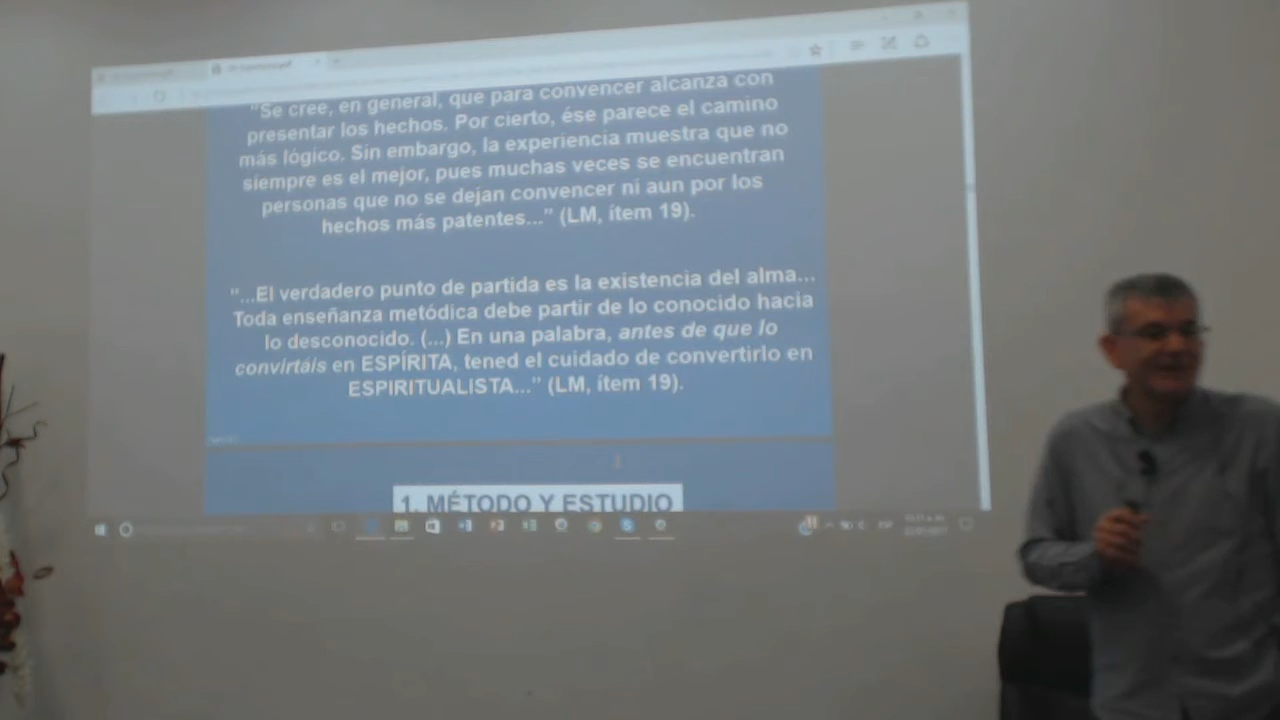 “Se cree, en general, que para convencer alcanza con
presentar los hechos. Por cierto, ése parece el camino
más lógico. Sin embargo, la experiencia muestra que no
siempre es el mejor, pues muchas veces se encuentran
personas que no se dejan convencer ni aun por los
hechos más patentes...” (LM, ítem 19).
“...El verdadero punto de partida es la existencia del alma...
Toda enseñanza metódica debe partir de lo conocido hacia
lo desconocido. (...) En una palabra, antes de que lo
convirtáis en ESPÍRITA, tened el cuidado de convertirlo en
ESPIRITUALISTA...” (LM, ítem 19).
1. MÉTODO Y ESTUDIO